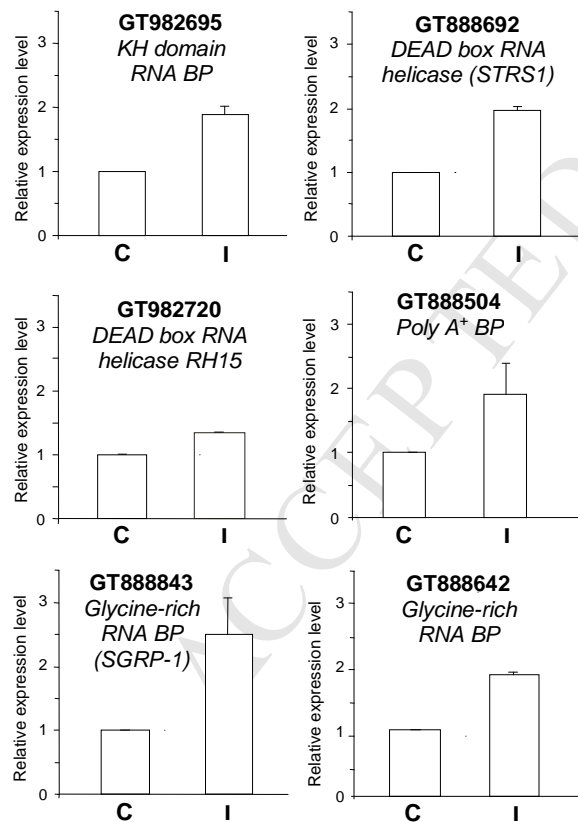 GT982695
KH domain
RNA BP
Relative expression level
3
2
1
0
C
I
GT888692
DEAD box RNA
helicase (STRS1)
Relative expression level
3
2
1
0
C
I
GT982720
DEAD box RNA
helicase RH15
Relative expression level
3
2
1
0
C
I
GT888504
Poly A+ BP
Relative expression level
3
2
1
0
C
I
GT888843
Glycine-rich
RNA BP
(SGRP-1)
Relative expression level
3
2
1
0
C
I
GT888642
Glycine-rich
RNA BP
Relative expression level
3
2
1
0
C
I
ACCEPTED